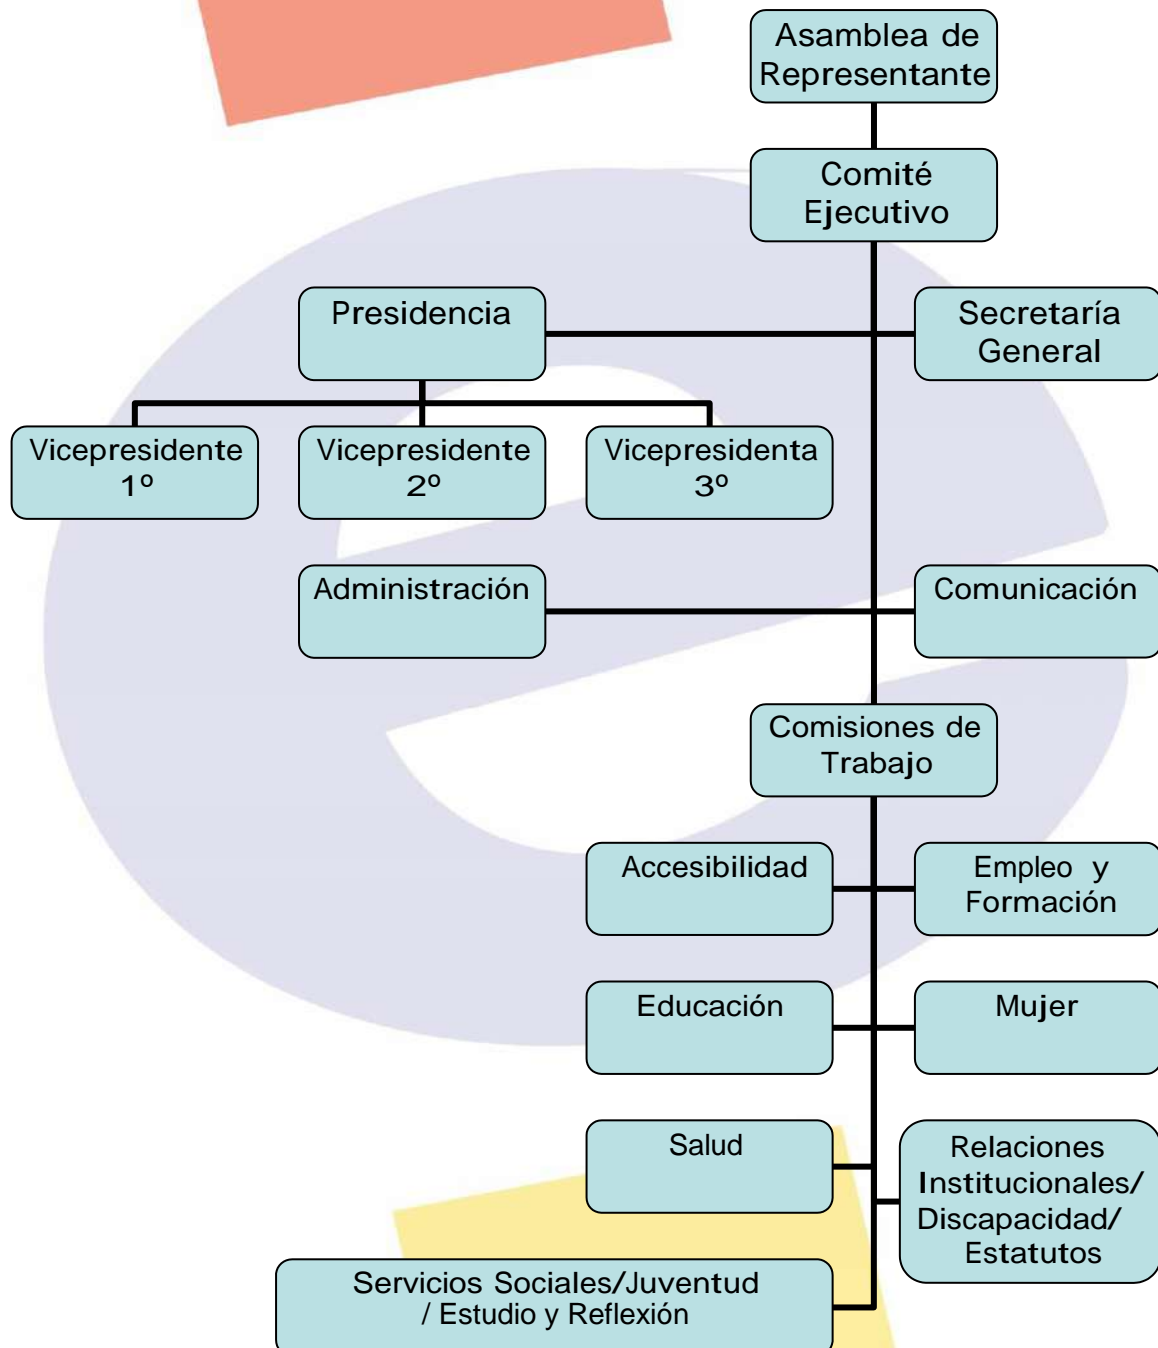 Asamblea de
Representante
Comité
Ejecutivo
Presidencia
Secretaría
General
Vicepresidente
1º
Vicepresidente
2º
Vicepresidenta
3º
Administración
Comunicación
Comisiones de
Trabajo
Accesibilidad
Empleo y
Formación
Educación
Mujer
Salud
Relaciones
Institucionales/
Discapacidad/
Estatutos
Servicios Sociales/Juventud
/ Estudio y Reflexión